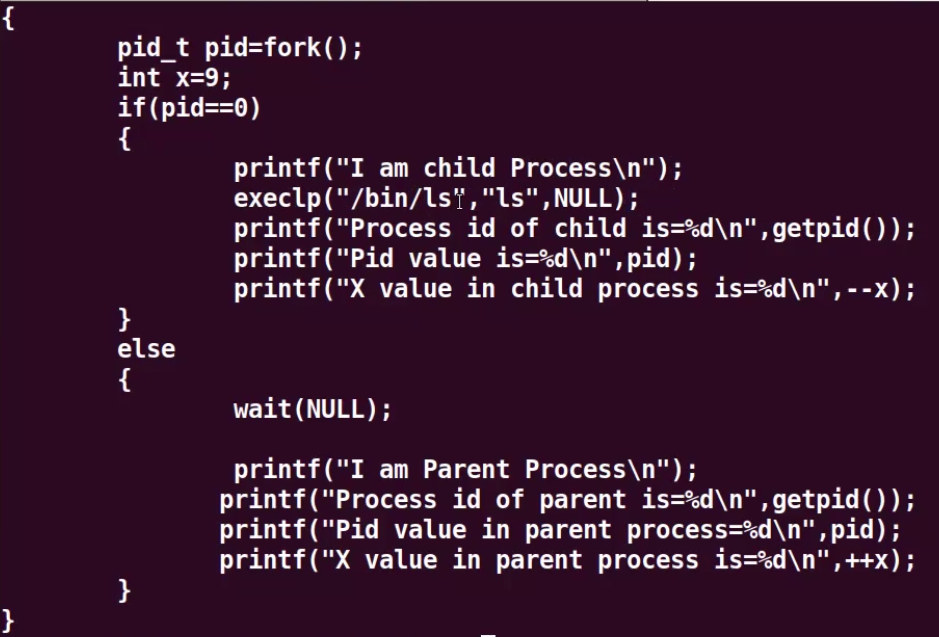 {
pid_t pid=fork();
int x=9;
if(pid==0)
{
printf("I am child Process\n");
execlp("/bin/ls","ls",NULL);
printf("Process id of child is=%d\n",getpid());
printf("Pid value is=%d\n",pid);
printf("X value in child process is=%d\n",--x);
}
else
{
wait(NULL);
printf("I am Parent Process\n");
printf("Process id of parent is=%d\n",getpid());
printf("Pid value in parent process=%d\n",pid);
printf("X value in parent process is=%d\n",++x);
}
}